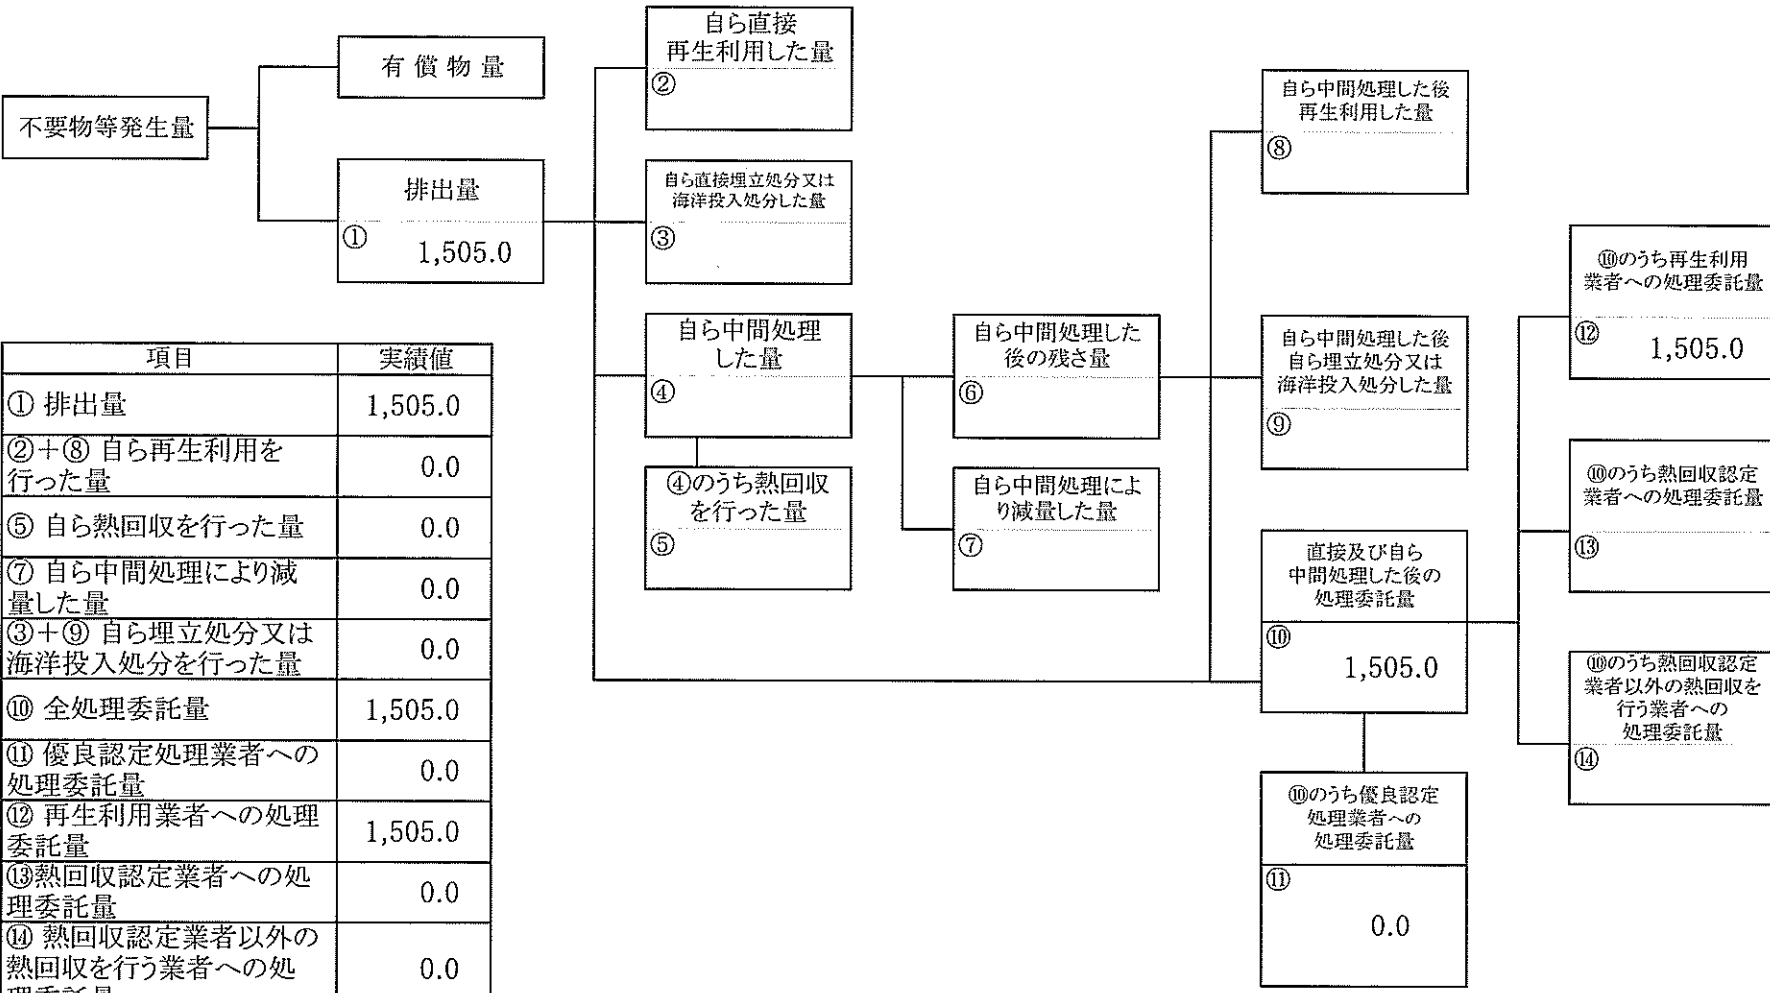 不要物等発生量
有償物量
排出量
① 1,505.0
自ら直接
再生利用した量
②
自ら直接埋立処分又は
海洋投入処分した量
③
自ら中間処理
した量
④
④のうち熱回収
を行った量
⑤
自ら中間処理した
後の残さ量
⑥
自ら中間処理によ
り減量した量
⑦
自ら中間処理した後
再生利用した量
⑧
自ら中間処理した後
自ら埋立処分又は
海洋投入処分した量
⑨
直接及び自ら
中間処理した後の
処理委託量
⑩
1,505.0
⑩のうち優良認定
処理業者への
処理委託量
⑪
0.0
⑩のうち再生利用
業者への処理委託量
⑫ 1,505.0
⑩のうち熱回収認定
業者への処理委託量
⑬
⑩のうち熱回収認定
業者以外の熱回収を
行う業者への
処理委託量
⑭
項目 実績値
① 排出量 1,505.0
②+⑧ 自ら再生利用を
行った量 0.0
⑤ 自ら熱回収を行った量 0.0
⑦ 自ら中間処理により減
量した量 0.0
③+⑨ 自ら埋立処分又は
海洋投入処分を行った量 0.0
⑩ 全処理委託量 1,505.0
⑪ 優良認定処理業者への
処理委託量 0.0
⑫ 再生利用業者への処理
委託量 1,505.0
⑬熱回収認定業者への処
理委託量 0.0
⑭ 熱回収認定業者以外の
熱回収を行う業者への処 0.0
理委託量